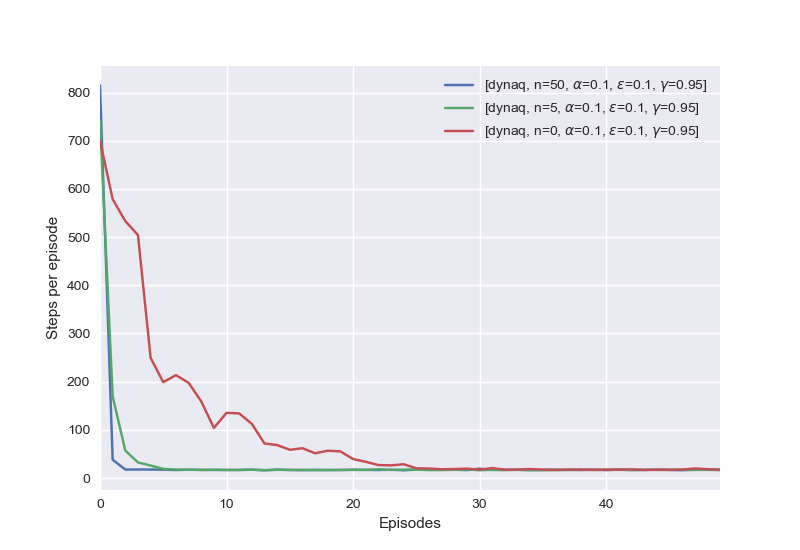 [dynaq, n=50, α=0.1, ε=0.1, γ=0.95]
[dynaq, n=5, α=0.1, ε=0.1, γ=0.95]
[dynaq, n=0, α=0.1, ε=0.1, γ=0.95]
800
700
600
500
400
300
200
100
0
Steps per episode
0 10 20 30 40
Episodes